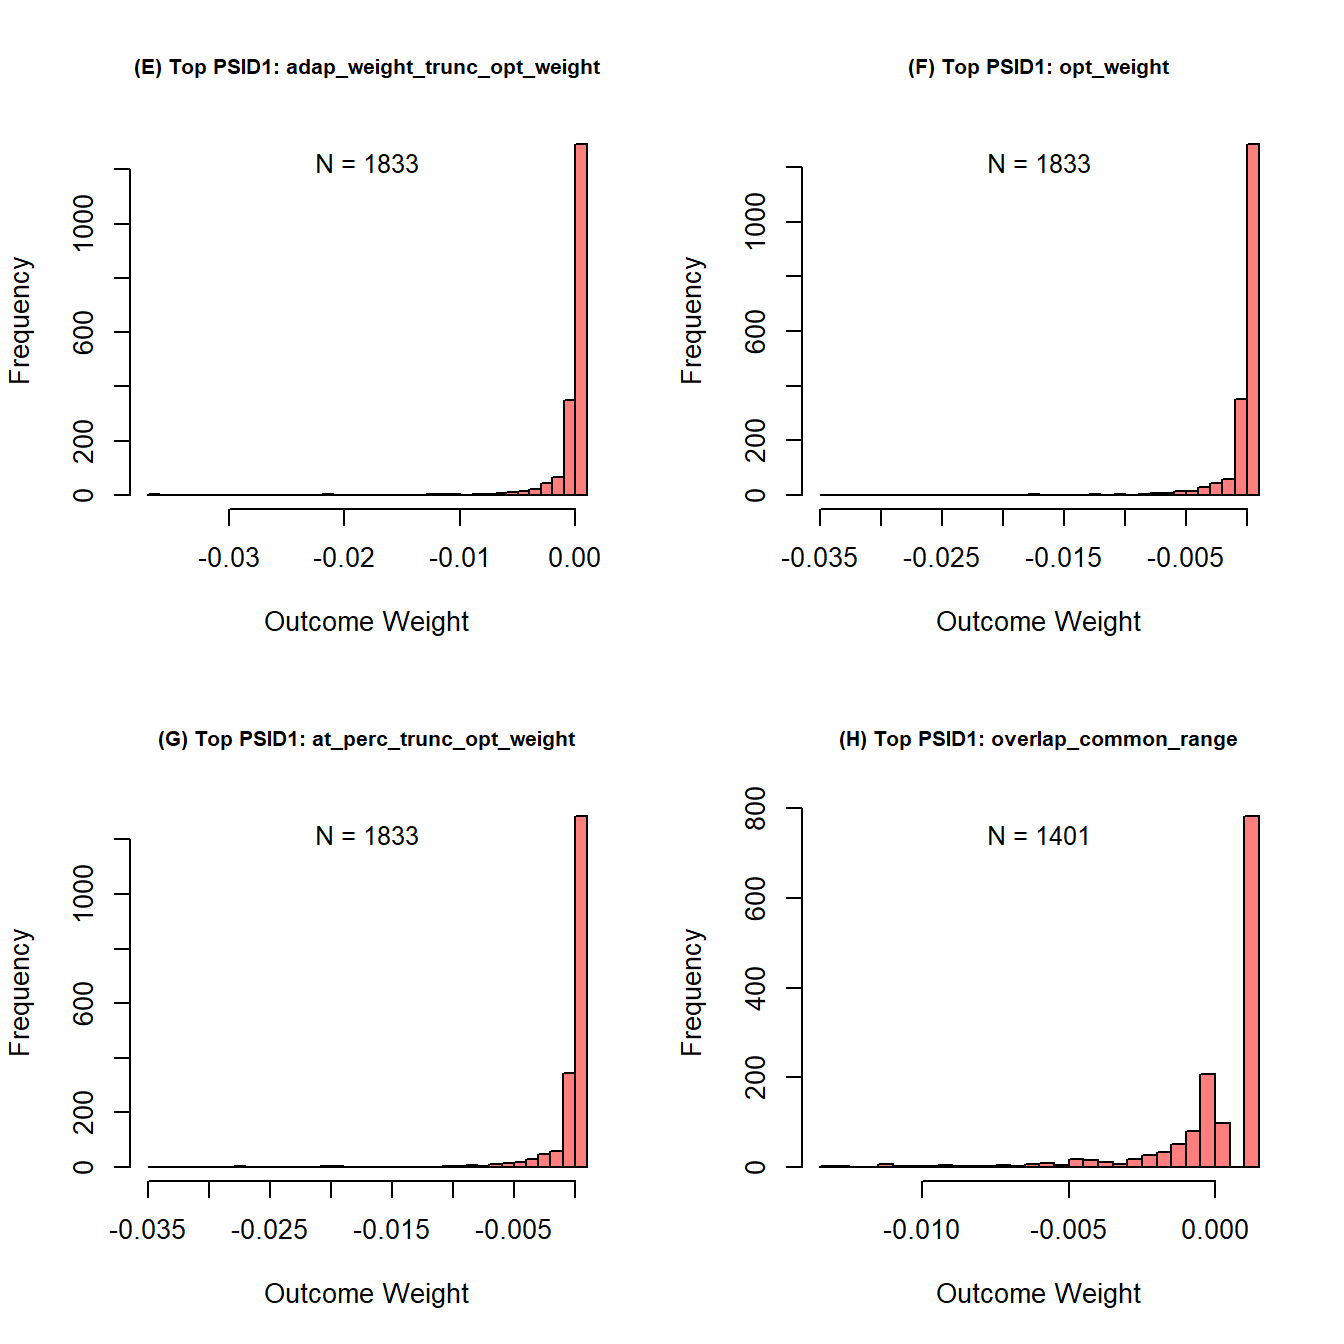 (E) Top PSID1: adap_weight_trunc_opt_weight
N = 1833
Frequency
0
200
600
1000
-0.03
-0.02
-0.01
0.00
Outcome Weight
(F) Top PSID1: opt_weight
N = 1833
Frequency
0
200
600
1000
-0.035
-0.025
-0.015
-0.005
Outcome Weight
(G) Top PSID1: at_perc_trunc_opt_weight
N = 1833
Frequency
0
200
600
1000
-0.035
-0.025
-0.015
-0.005
Outcome Weight
(H) Top PSID1: overlap_common_range
N = 1401
Frequency
0
200
400
600
800
-0.010
-0.005
0.000
Outcome Weight